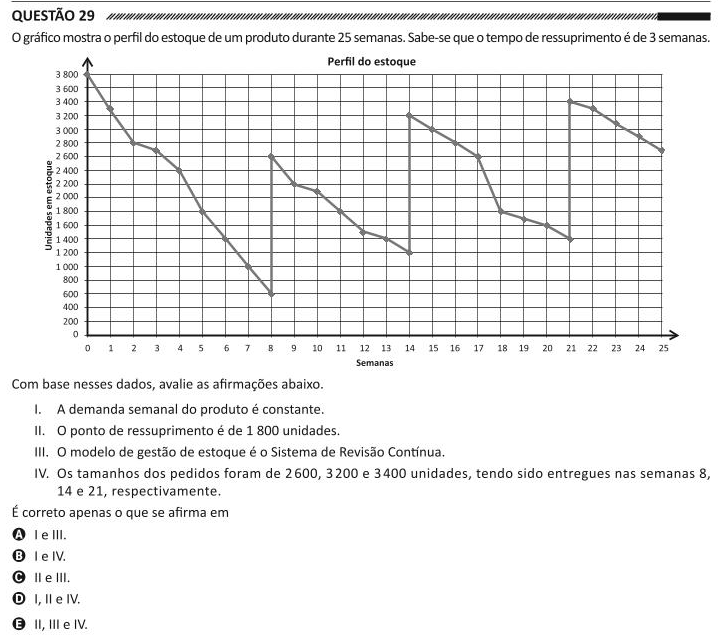 QUESTÃO 29
O gráfico mostra o perfil do estoque de um produto durante 25 semanas. Sabe-se que o tempo de ressuprimento é de 3 semanas.
Perfil do estoque
3 800
3 600
3 400
3 200
3 000
2 800
2 600
2 400
2 200
2 000
1 800
1 600
1 400
1 200
1 000
800
600
400
200
0
Unidades em estoque
0 1 2 3 4 5 6 7 8 9 10 11 12 13 14 15 16 17 18 19 20 21 22 23 24 25
Semanas
Com base nesses dados, avalie as afirmações abaixo.
I. A demanda semanal do produto é constante.
II. O ponto de ressuprimento é de 1 800 unidades.
III. O modelo de gestão de estoque é o Sistema de Revisão Contínua.
IV. Os tamanhos dos pedidos foram de 2 600, 3 200 e 3 400 unidades, tendo sido entregues nas semanas 8,
14 e 21, respectivamente.
É correto apenas o que se afirma em
A I e III.
B I e IV.
C II e III.
D I, II e IV.
E II, III e IV.